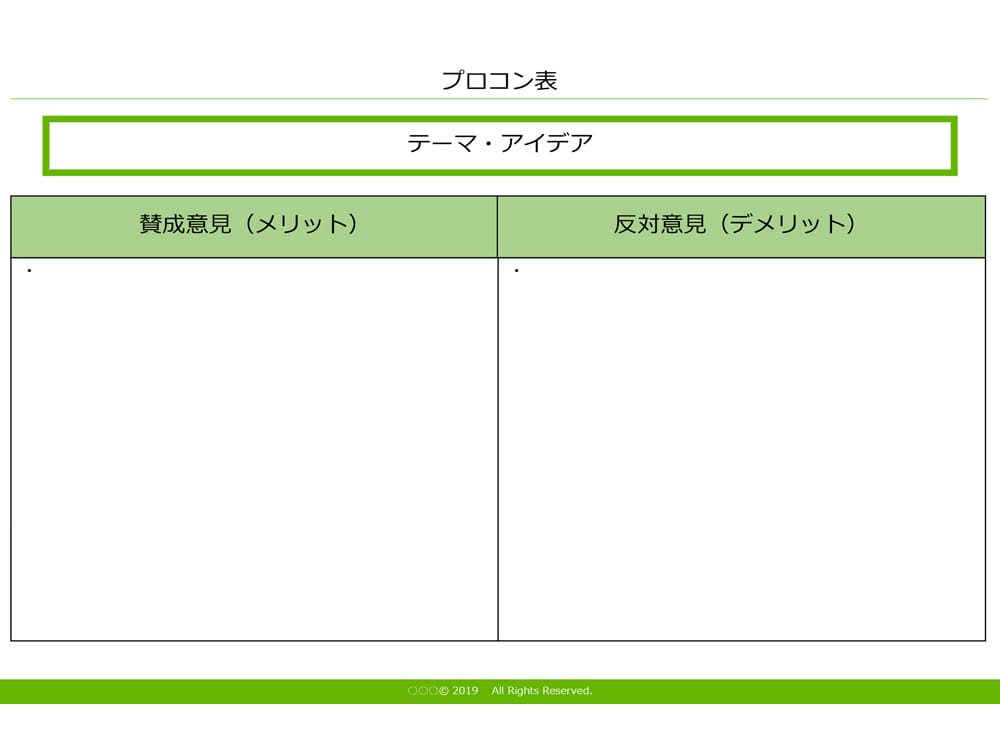 プロコン表
テーマ・アイデア
賛成意見（メリット）
反対意見（デメリット）
・
・
〇〇〇© 2019　All Rights Reserved.